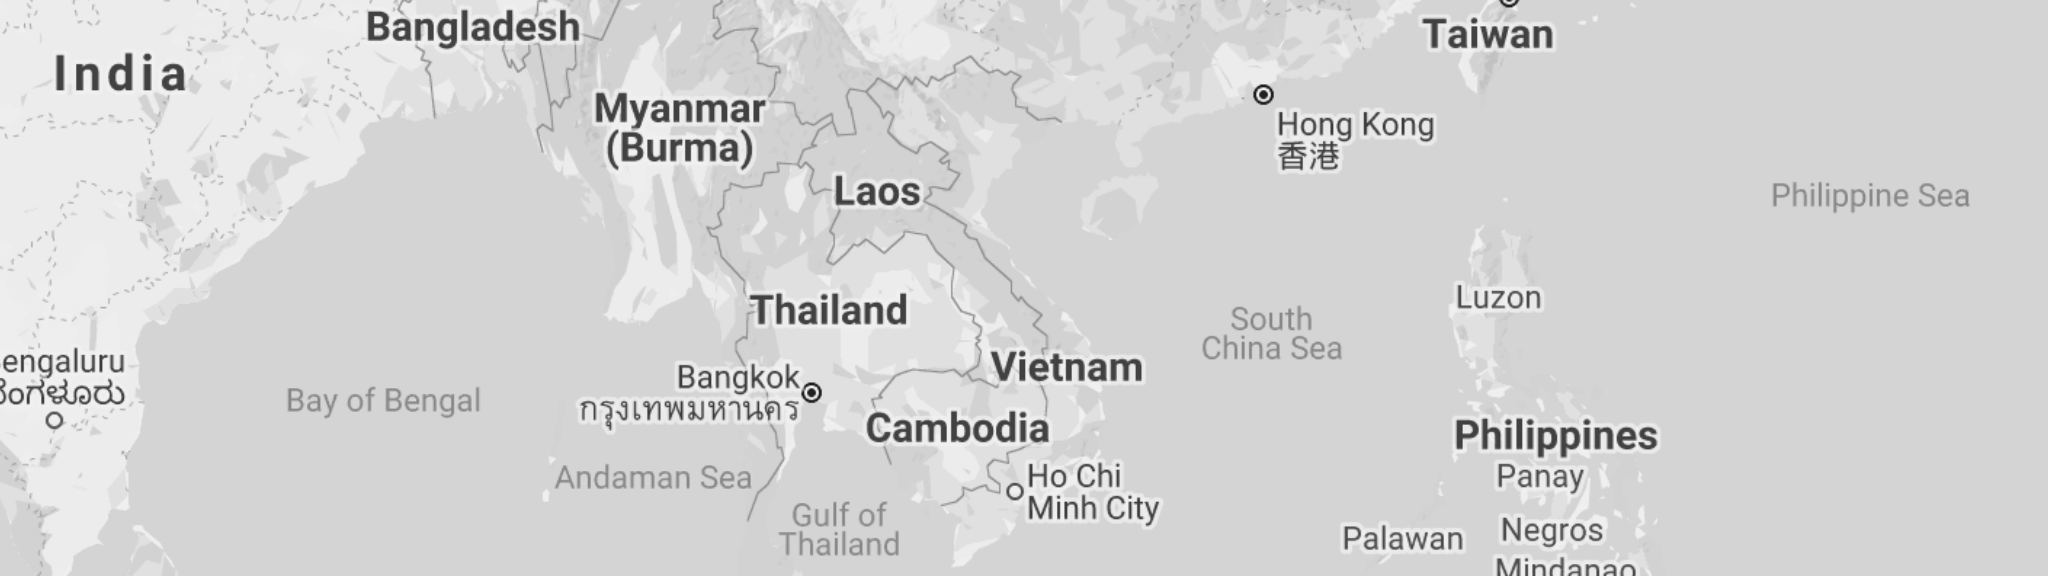 Bangladesh
Taiwan
India
Myanmar
(Burma)
Hong Kong
香港
Laos
Philippine Sea
Luzon
Thailand
South
China Sea
Vietnam
engaluru
ಂಗಳೂರು
Bangkok
กรุงเทพมหานคร
Bay of Bengal
Cambodia
Philippines
Andaman Sea
Ho Chi
Minh City
Panay
Gulf of
Thailand
Negros
Palawan
Mindanao